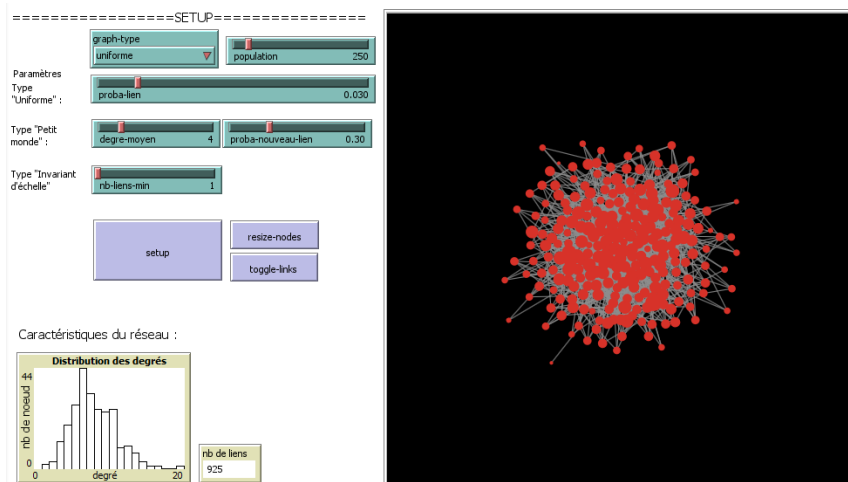 ==================SETUP=================
graph-type
uniforme
population 250
Paramètres
Type
"Uniforme" :
proba-lien 0.030
Type "Petit
monde" :
degre-moyen 4
proba-nouveau-lien 0.30
Type "Invariant
d'échelle"
nb-liens-min 1
setup
resize-nodes
toggle-links
Caractéristiques du réseau :
Distribution des degrés
44
nb de noeud
0
0
degré
20
nb de liens
925